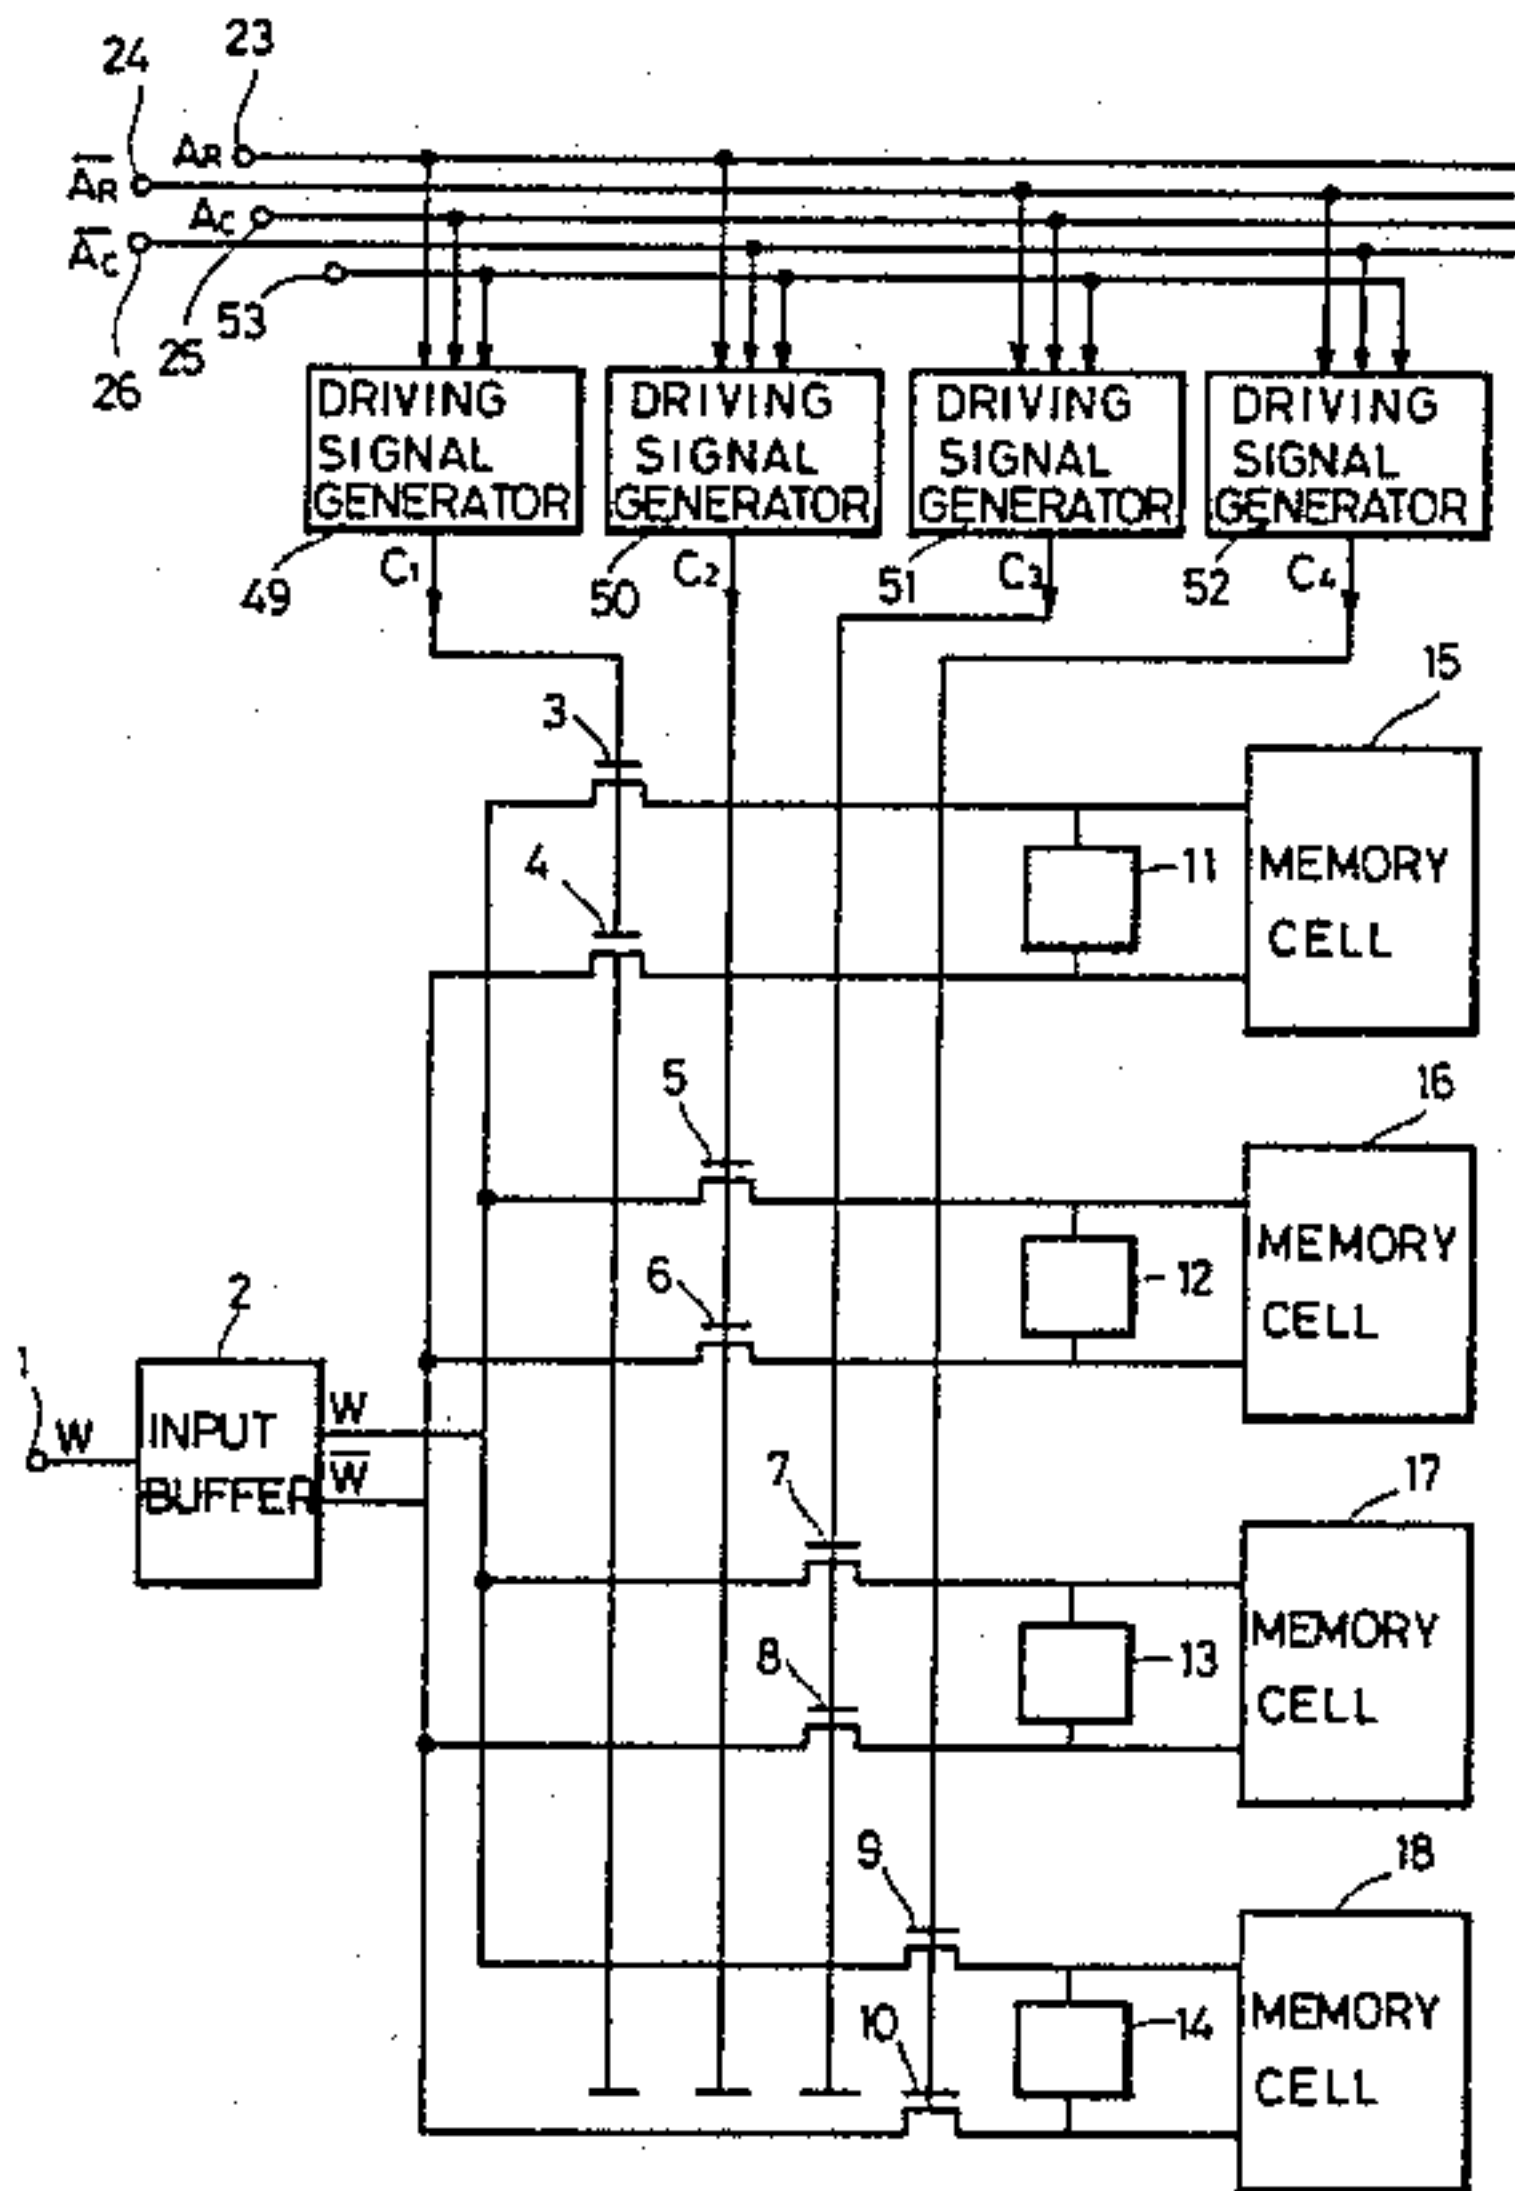 23
24
AR
A̅R̅
AC
A̅C̅
53
25
26
DRIVING SIGNAL GENERATOR
DRIVING SIGNAL GENERATOR
DRIVING SIGNAL GENERATOR
DRIVING SIGNAL GENERATOR
49
C1
50
C2
51
C3
52
C4
15
3
4
11
MEMORY CELL
5
16
6
12
MEMORY CELL
2
1
W
INPUT BUFFER
W
W̅
7
17
8
13
MEMORY CELL
9
18
10
14
MEMORY CELL